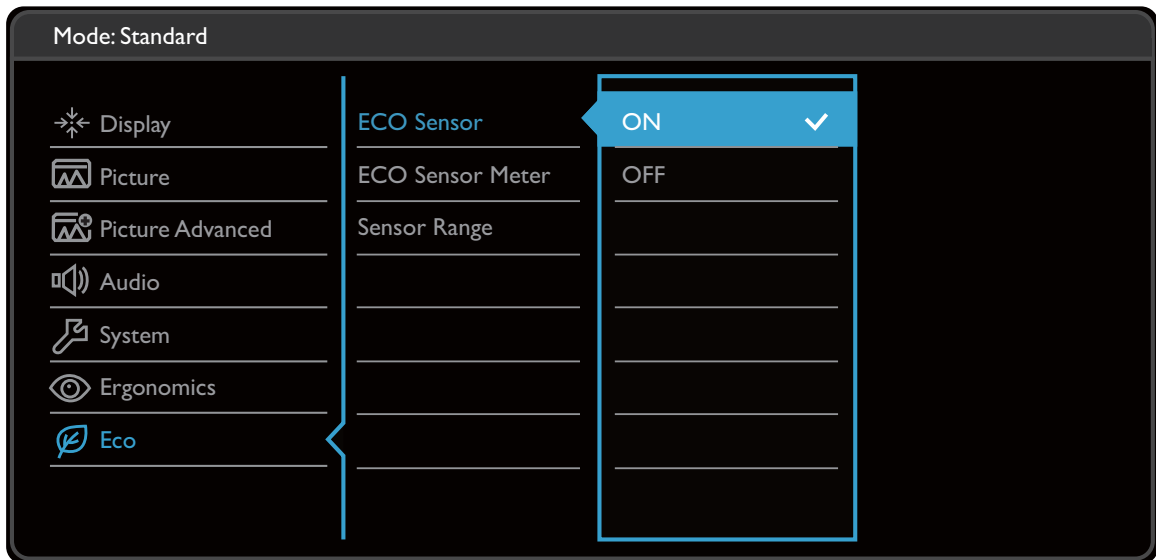 Mode: Standard
Display
Picture
Picture Advanced
Audio
System
Ergonomics
Eco
ECO Sensor
ECO Sensor Meter
Sensor Range
ON
OFF